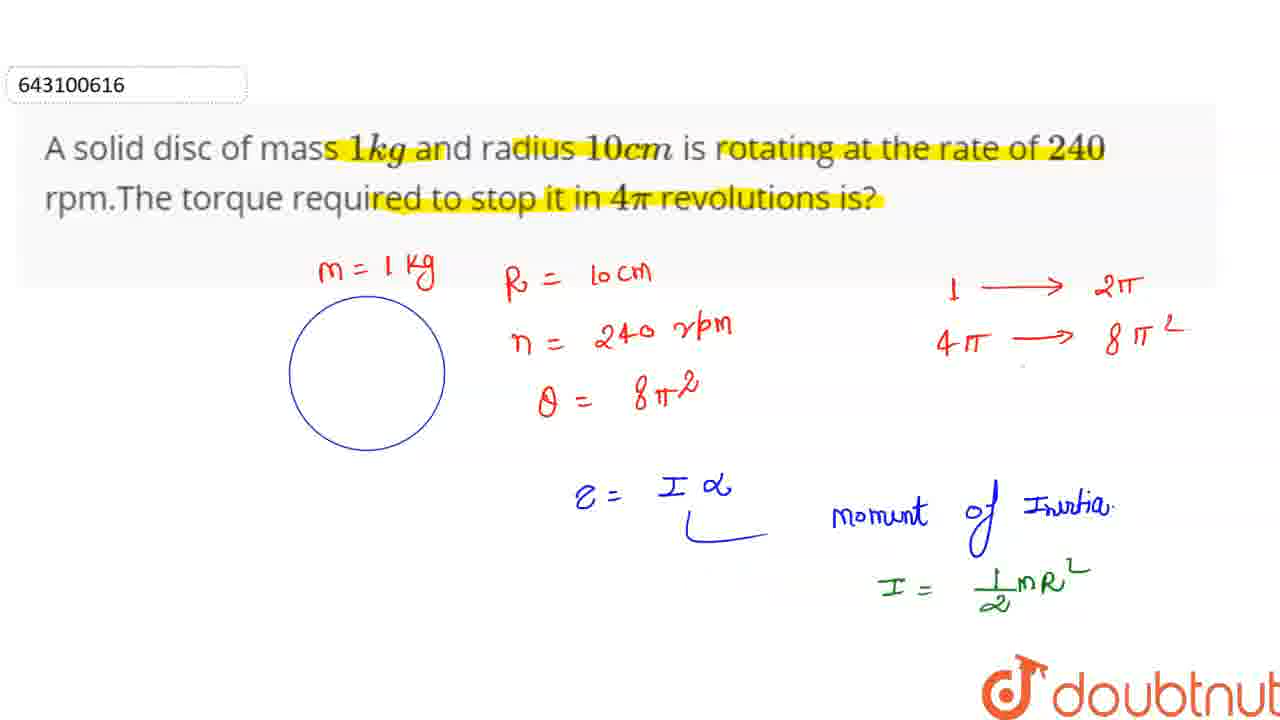 643100616
A solid disc of mass 1kg and radius 10cm is rotating at the rate of 240
rpm.The torque required to stop it in 4π revolutions is?
m = 1 kg
R = 10 cm
n = 240 rpm
θ = 8π²
1 → 2π
4π → 8π²
τ = I α
moment of Inertia.
I = 1/2 mR²
doubtnut